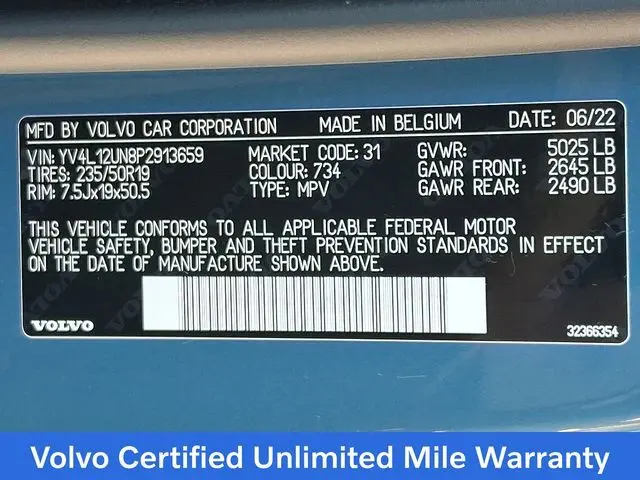 MFD BY VOLVO CAR CORPORATION MADE IN BELGIUM DATE: 06/22
VIN: YV4L12UN8P2913659 MARKET CODE: 31 GVWR: 5025 LB
TIRES: 235/50R19 COLOUR: 734 GAWR FRONT: 2645 LB
RIM: 7.5Jx19x50.5 TYPE: MPV GAWR REAR: 2490 LB
THIS VEHICLE CONFORMS TO ALL APPLICABLE FEDERAL MOTOR
VEHICLE SAFETY, BUMPER AND THEFT PREVENTION STANDARDS IN EFFECT
ON THE DATE OF MANUFACTURE SHOWN ABOVE.
VOLVO 32366354
Volvo Certified Unlimited Mile Warranty